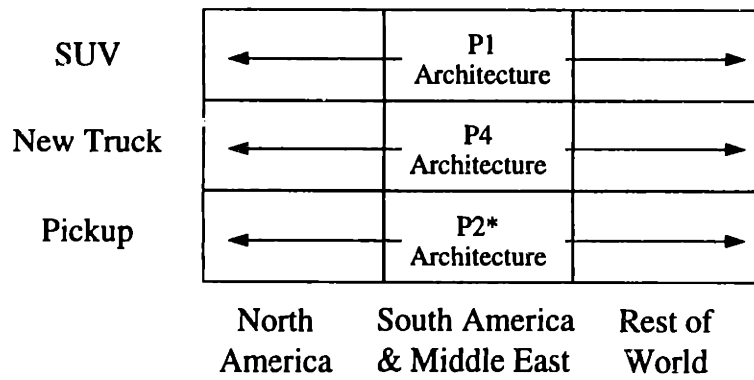 SUV
P1
Architecture
New Truck
P4
Architecture
Pickup
P2*
Architecture
North
America
South America
& Middle East
Rest of
World